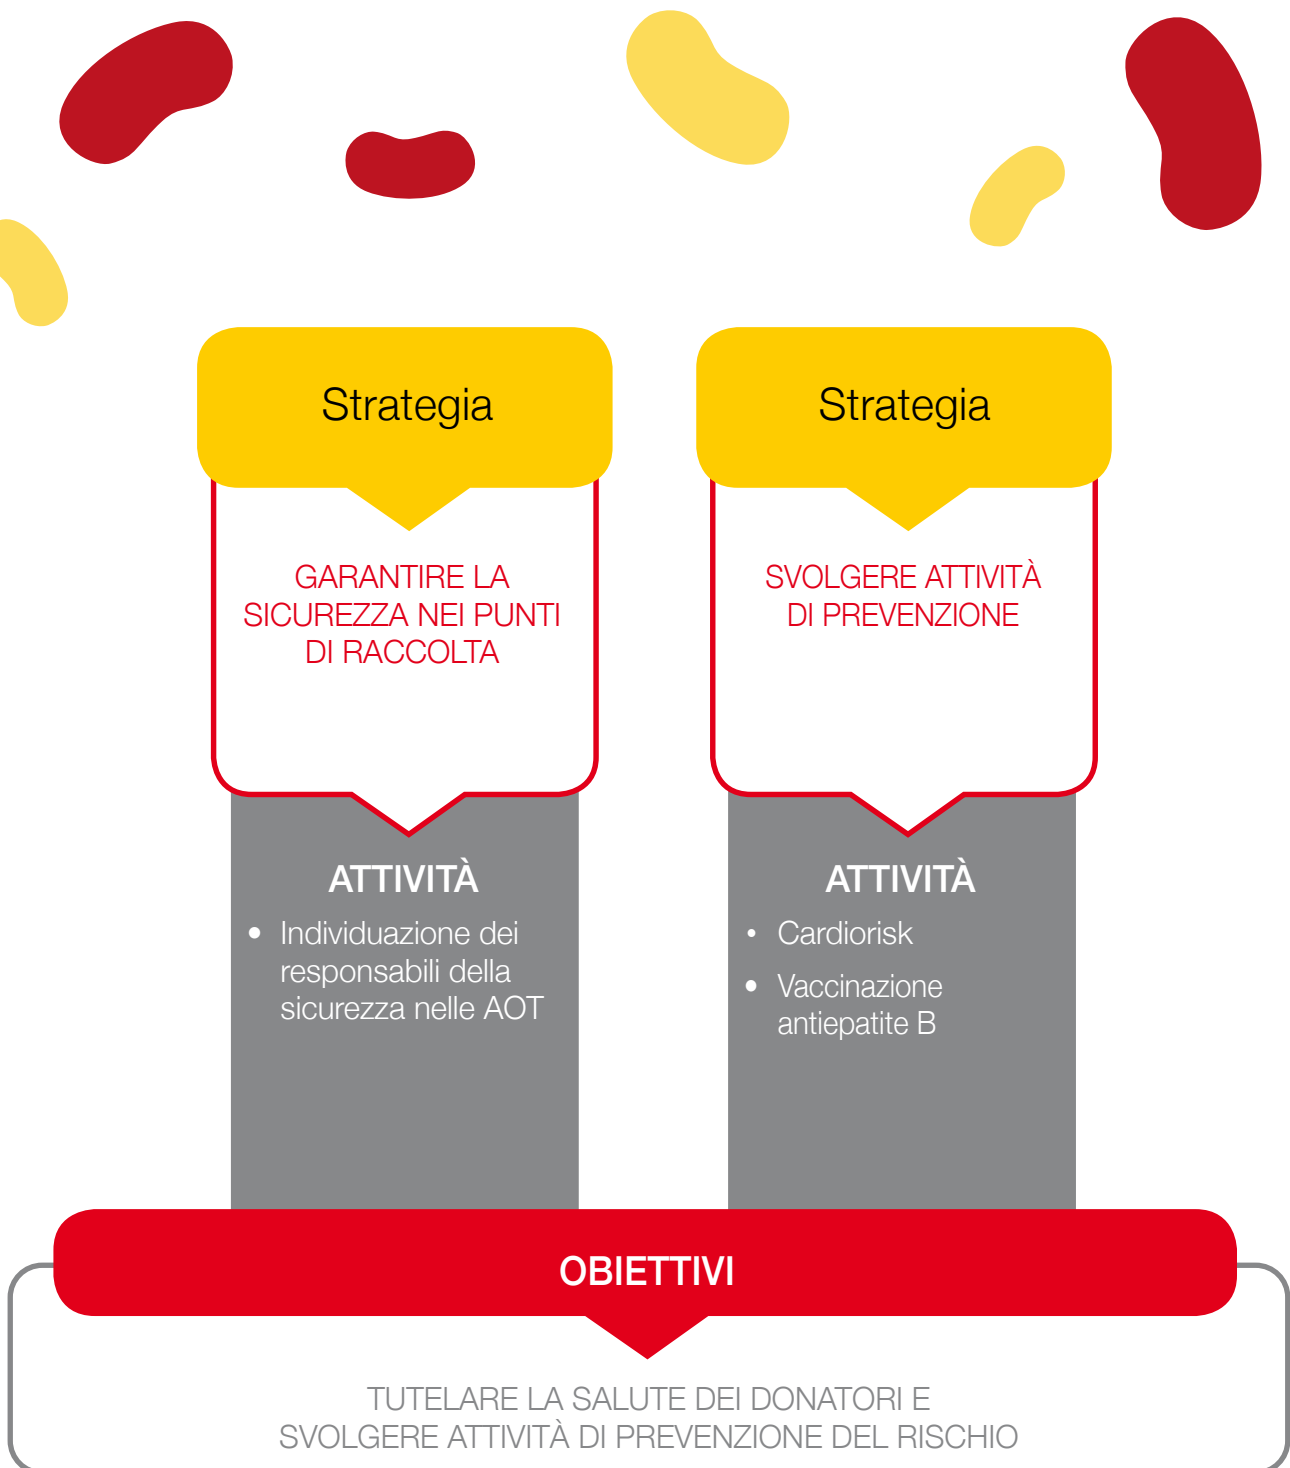 Strategia
GARANTIRE LA
SICUREZZA NEI PUNTI
DI RACCOLTA
ATTIVITÀ
• Individuazione dei
responsabili della
sicurezza nelle AOT
Strategia
SVOLGERE ATTIVITÀ
DI PREVENZIONE
ATTIVITÀ
• Cardiorisk
• Vaccinazione
antiepatite B
OBIETTIVI
TUTELARE LA SALUTE DEI DONATORI E
SVOLGERE ATTIVITÀ DI PREVENZIONE DEL RISCHIO